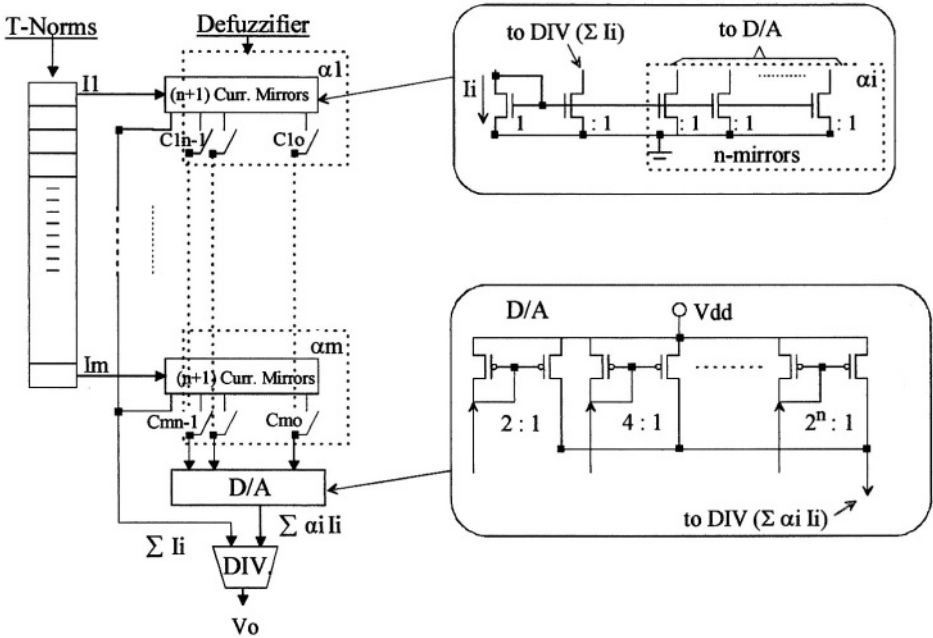 T-Norms
Defuzzifier
I1
α1
(n+1) Curr. Mirrors
C1n-1
C1o
Im
αm
(n+1) Curr. Mirrors
Cmn-1
Cmo
D/A
∑ Ii
∑ αi Ii
DIV.
Vo
to DIV (∑ Ii)
to D/A
Ii
αi
1 : 1 : 1 : 1 : 1
n-mirrors
D/A
Vdd
2 : 1
4 : 1
2ⁿ : 1
to DIV (∑ αi Ii)